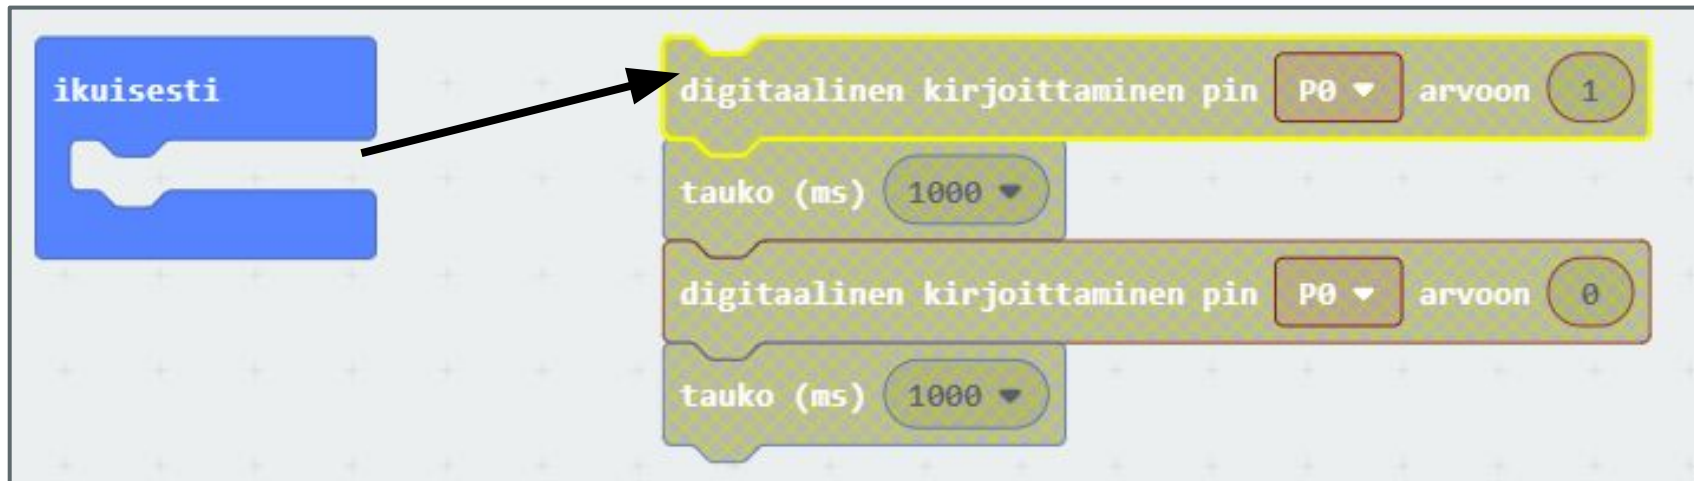 ikuisesti
digitaalinen kirjoittaminen pin P0 arvoon 1
tauko (ms) 1000
digitaalinen kirjoittaminen pin P0 arvoon 0
tauko (ms) 1000